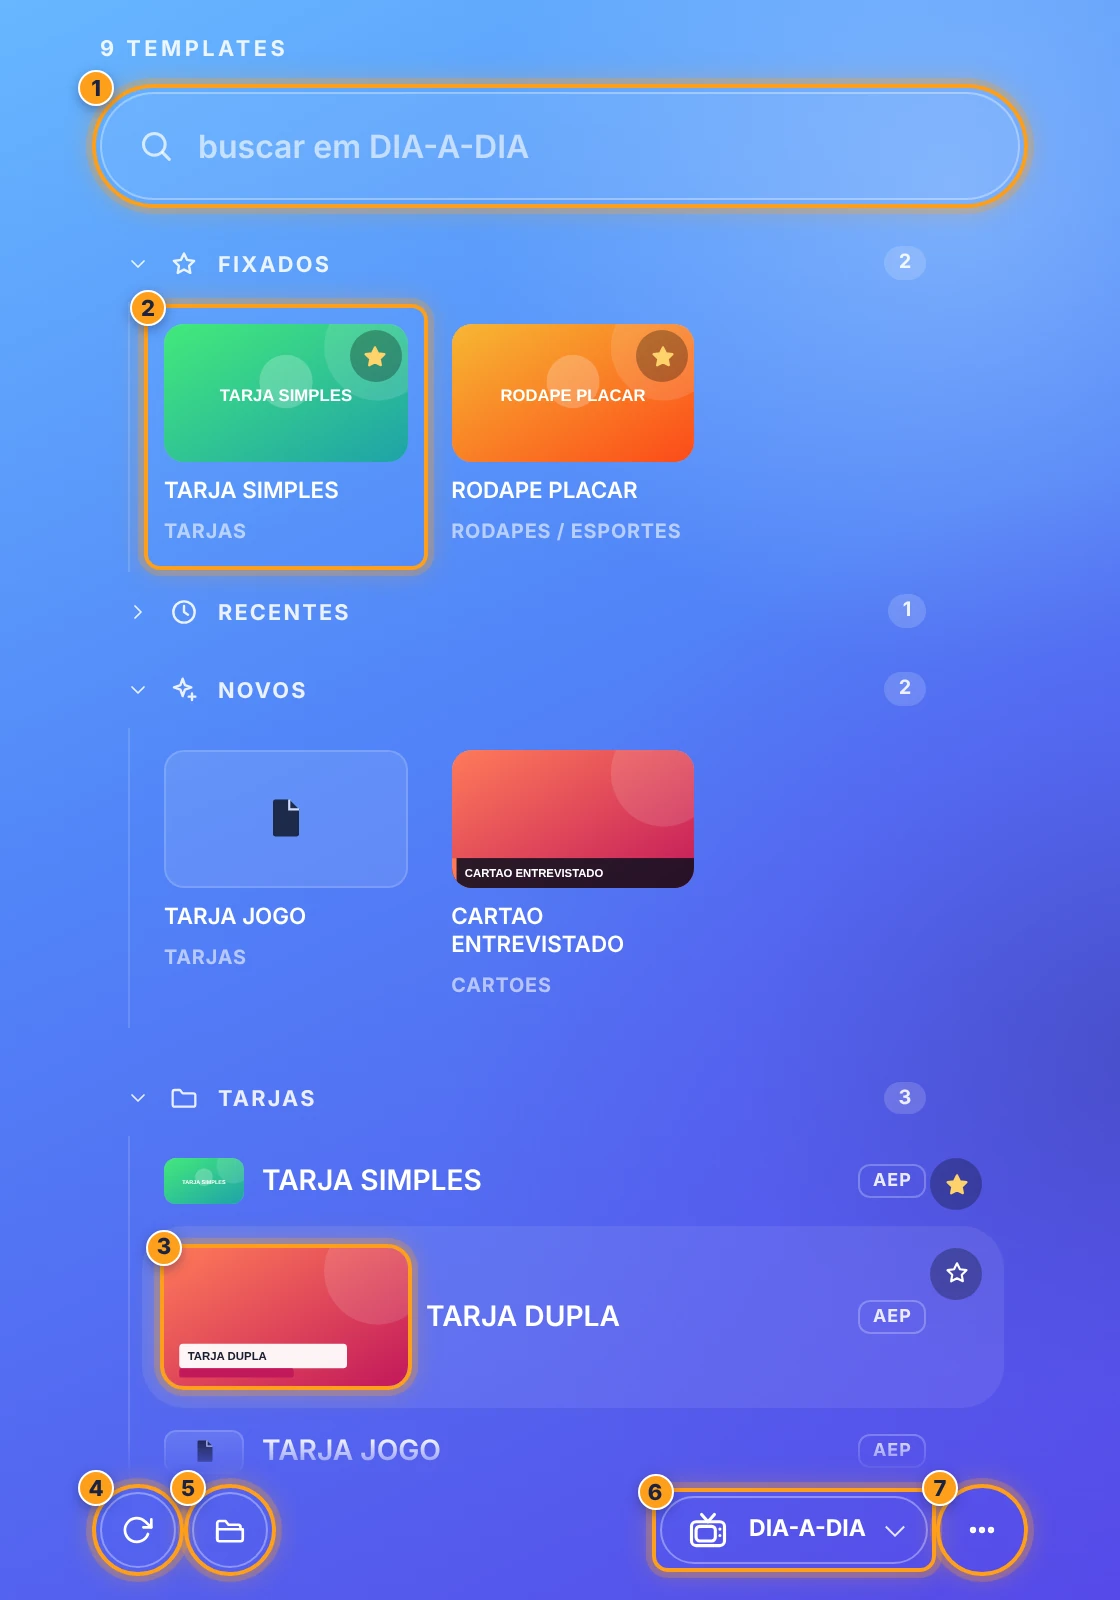 9 TEMPLATES
1
buscar em DIA-A-DIA
FIXADOS 2
2
TARJA SIMPLES
RODAPE PLACAR
TARJA SIMPLES
RODAPE PLACAR
TARJAS
RODAPES / ESPORTES
RECENTES 1
NOVOS 2
CARTAO ENTREVISTADO
TARJA JOGO
CARTAO
ENTREVISTADO
TARJAS
CARTOES
TARJAS 3
TARJA SIMPLES
TARJA SIMPLES AEP
3
TARJA DUPLA AEP
TARJA DUPLA
TARJA JOGO AEP
4
5
6
7
DIA-A-DIA